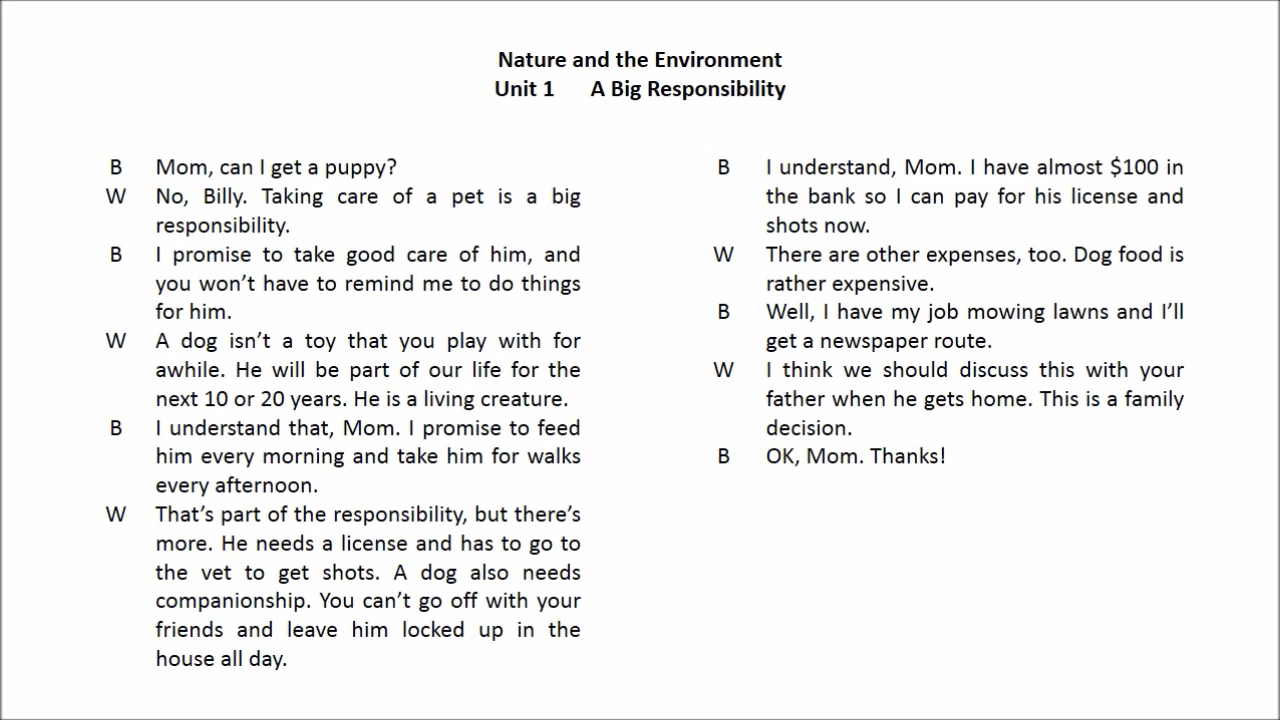 Nature and the Environment
Unit 1 A Big Responsibility
B Mom, can I get a puppy?
W No, Billy. Taking care of a pet is a big
responsibility.
B I promise to take good care of him, and
you won't have to remind me to do things
for him.
W A dog isn't a toy that you play with for
awhile. He will be part of our life for the
next 10 or 20 years. He is a living creature.
B I understand that, Mom. I promise to feed
him every morning and take him for walks
every afternoon.
W That's part of the responsibility, but there's
more. He needs a license and has to go to
the vet to get shots. A dog also needs
companionship. You can't go off with your
friends and leave him locked up in the
house all day.
B I understand, Mom. I have almost $100 in
the bank so I can pay for his license and
shots now.
W There are other expenses, too. Dog food is
rather expensive.
B Well, I have my job mowing lawns and I'll
get a newspaper route.
W I think we should discuss this with your
father when he gets home. This is a family
decision.
B OK, Mom. Thanks!